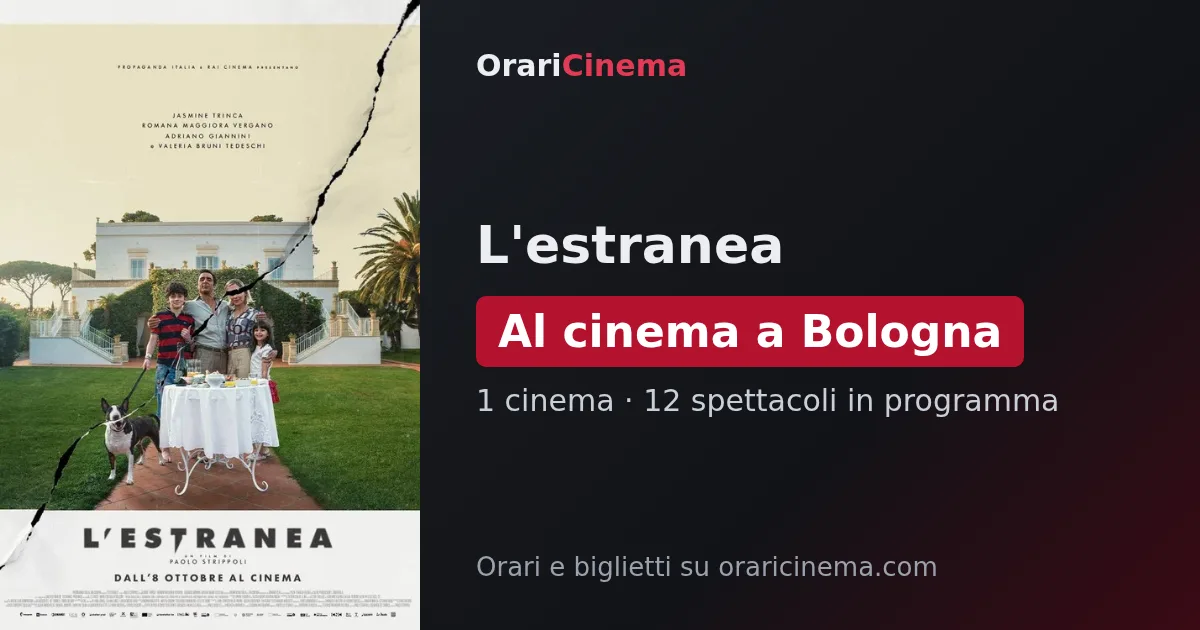 PROPAGANDA ITALIA e RAI CINEMA PRESENTANO
JASMINE TRINCA
ROMANA MAGGIORA VERGANO
ADRIANO GIANNINI
e VALERIA BRUNI TEDESCHI
L'ESTRANEA
UN FILM DI
PAOLO STRIPPOLI
DALL'8 OTTOBRE AL CINEMA
OrariCinema
L'estranea
Al cinema a Bologna
1 cinema · 12 spettacoli in programma
Orari e biglietti su oraricinema.com